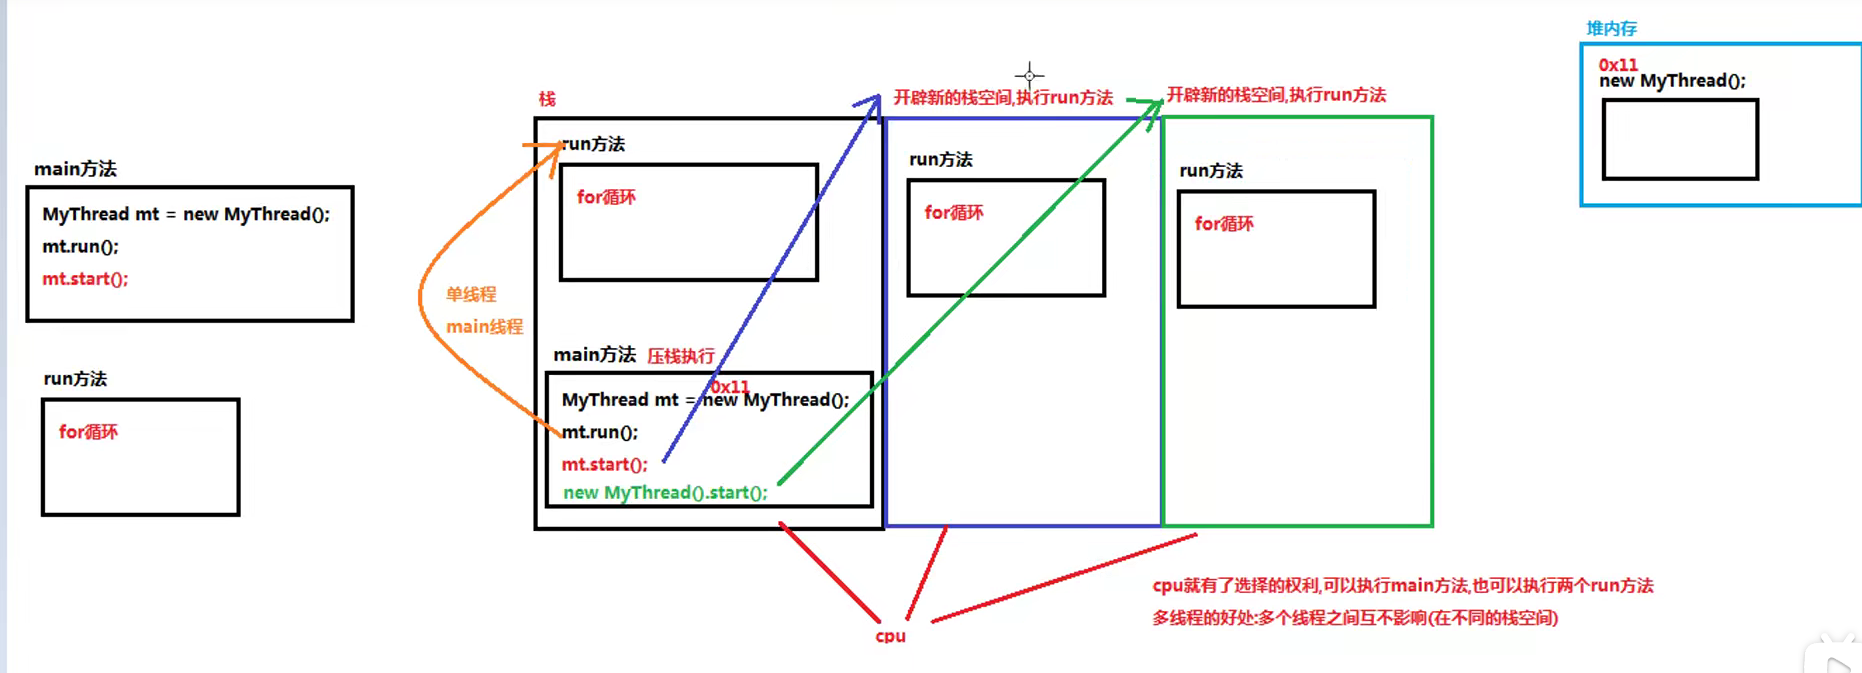 堆内存
0x11
new MyThread();
main方法
MyThread mt = new MyThread();
mt.run();
mt.start();
run方法
for循环
栈
run方法
for循环
单线程
main线程
main方法 压栈执行
0x11
MyThread mt = new MyThread();
mt.run();
mt.start();
new MyThread().start();
开辟新的栈空间,执行run方法
run方法
for循环
开辟新的栈空间,执行run方法
run方法
for循环
cpu
cpu就有了选择的权利,可以执行main方法,也可以执行两个run方法
多线程的好处:多个线程之间互不影响(在不同的栈空间)